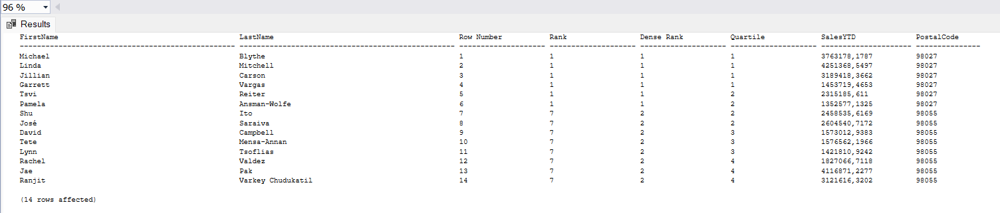 96 %
Results
FirstName LastName Row Number Rank Dense Rank Quartile SalesYTD PostalCode
-------------------------------------------------- -------------------------------------------------- -------------------- -------------------- -------------------- -------------------- --------------------- ---------------
Michael Blythe 1 1 1 1 3763178,1787 98027
Linda Mitchell 2 1 1 1 4251368,5497 98027
Jillian Carson 3 1 1 1 3189418,3662 98027
Garrett Vargas 4 1 1 1 1453719,4653 98027
Tsvi Reiter 5 1 1 2 2315185,611 98027
Pamela Ansman-Wolfe 6 1 1 2 1352577,1325 98027
Shu Ito 7 7 2 2 2458535,6169 98055
José Saraiva 8 7 2 2 2604540,7172 98055
David Campbell 9 7 2 3 1573012,9383 98055
Tete Mensa-Annan 10 7 2 3 1576562,1966 98055
Lynn Tsoflias 11 7 2 3 1421810,9242 98055
Rachel Valdez 12 7 2 4 1827066,7118 98055
Jae Pak 13 7 2 4 4116871,2277 98055
Ranjit Varkey Chudukatil 14 7 2 4 3121616,3202 98055
(14 rows affected)